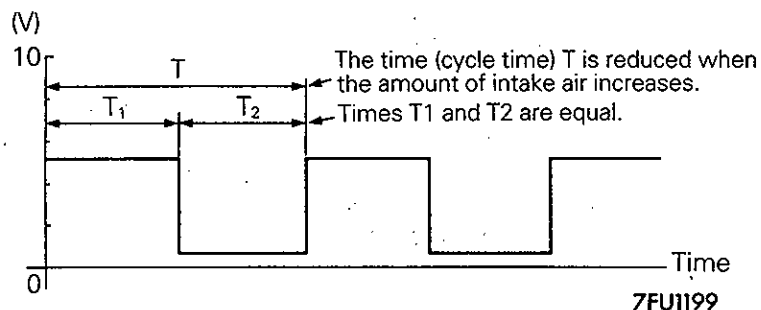 (V)
10
T
The time (cycle time) T is reduced when
the amount of intake air increases.
T₁
T₂
Times T1 and T2 are equal.
0
Time
7FU1199